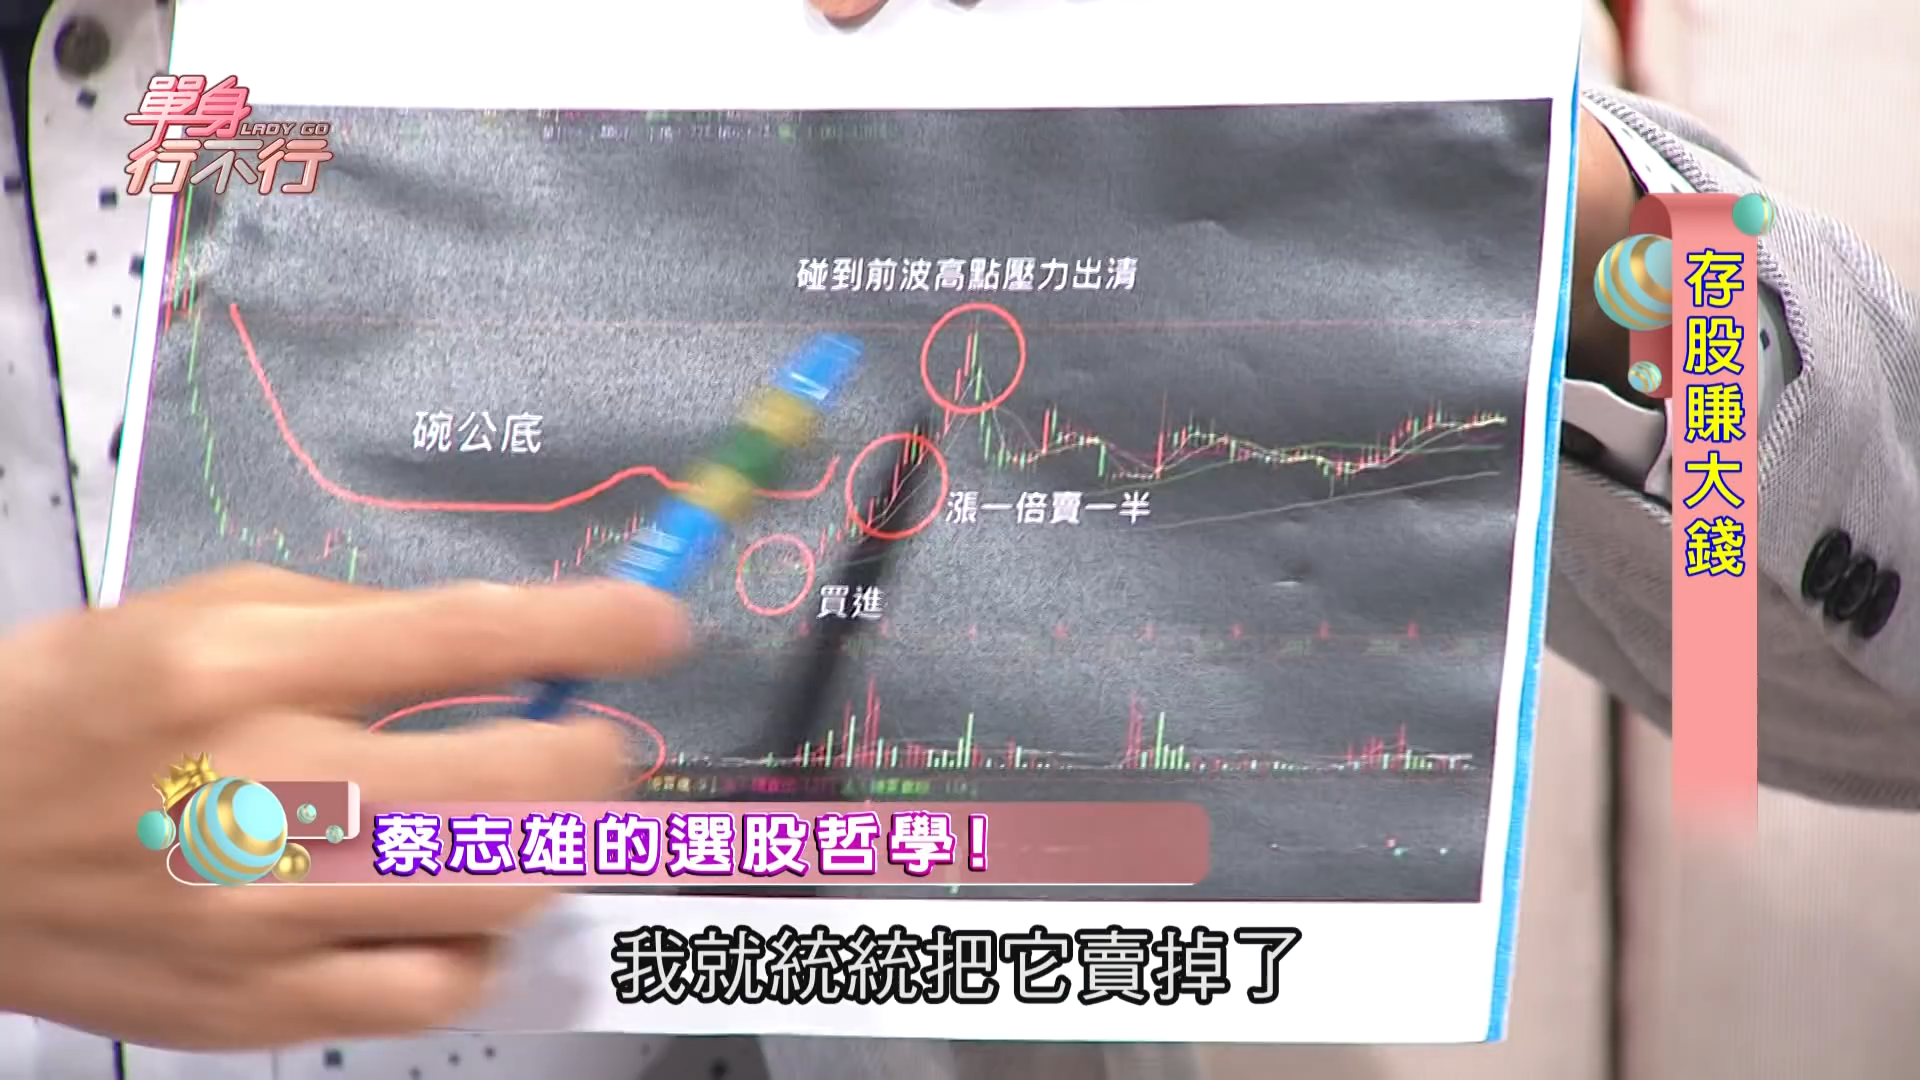 單身
LADY GO
行不行
碰到前波高點壓力出清
碗公底
漲一倍賣一半
買進
存股賺大錢
蔡志雄的選股哲學!
我就統統把它賣掉了